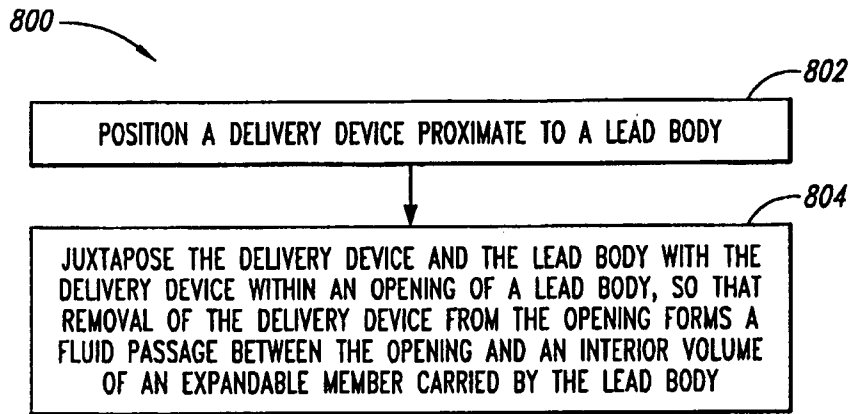 800
802
POSITION A DELIVERY DEVICE PROXIMATE TO A LEAD BODY
804
JUXTAPOSE THE DELIVERY DEVICE AND THE LEAD BODY WITH THE
DELIVERY DEVICE WITHIN AN OPENING OF A LEAD BODY, SO THAT
REMOVAL OF THE DELIVERY DEVICE FROM THE OPENING FORMS A
FLUID PASSAGE BETWEEN THE OPENING AND AN INTERIOR VOLUME
OF AN EXPANDABLE MEMBER CARRIED BY THE LEAD BODY